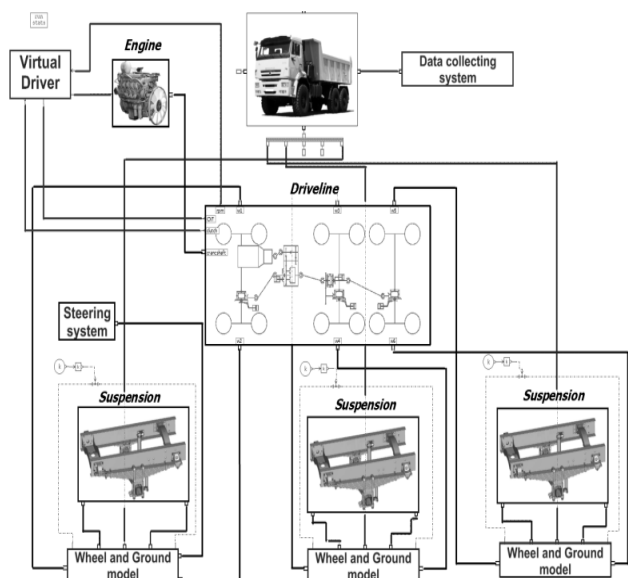 Virtual
Driver
Engine
Data collecting
system
Driveline
Steering
system
Suspension
Suspension
Suspension
Wheel and Ground
model
Wheel and Ground
model
Wheel and Ground
model